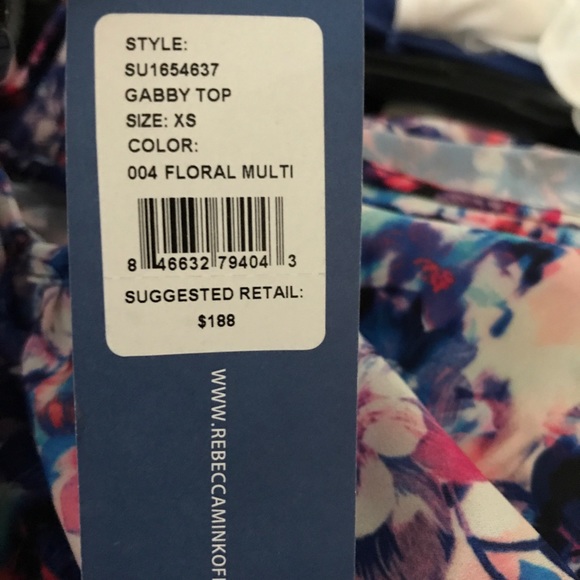 STYLE:
SU1654637
GABBY TOP
SIZE: XS
COLOR:
004 FLORAL MULTI
8 46632 79404 3
SUGGESTED RETAIL:
$188
WWW.REBECCAMINKOF